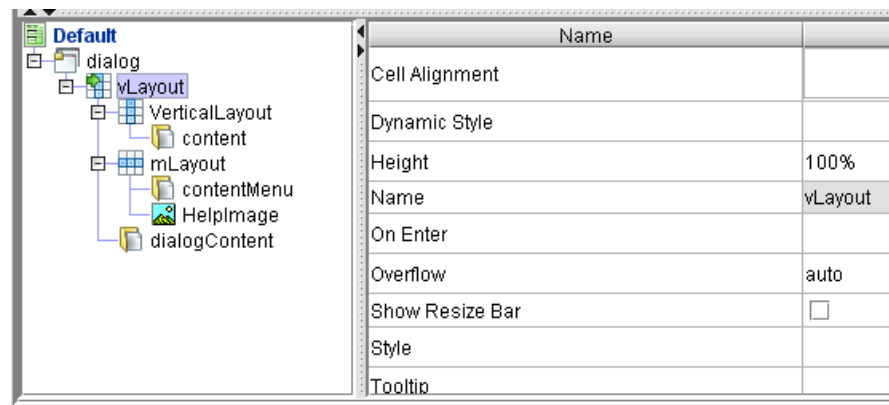 Default
dialog
vLayout
VerticalLayout
content
mLayout
contentMenu
HelpImage
dialogContent
Name
Cell Alignment
Dynamic Style
Height 100%
Name vLayout
On Enter
Overflow auto
Show Resize Bar
Style
Tooltip